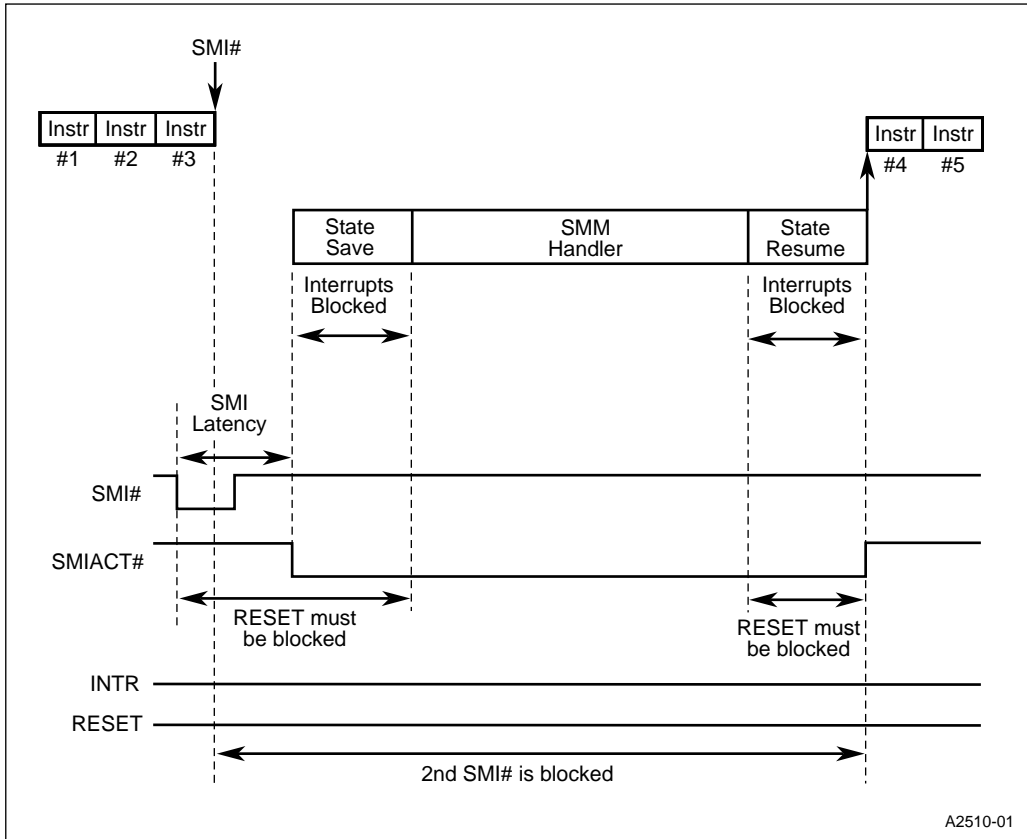 SMI#
Instr Instr Instr
#1 #2 #3
Instr Instr
#4 #5
State
Save
SMM
Handler
State
Resume
Interrupts
Blocked
Interrupts
Blocked
SMI
Latency
SMI#
SMIACT#
RESET must
be blocked
RESET must
be blocked
INTR
RESET
2nd SMI# is blocked
A2510-01